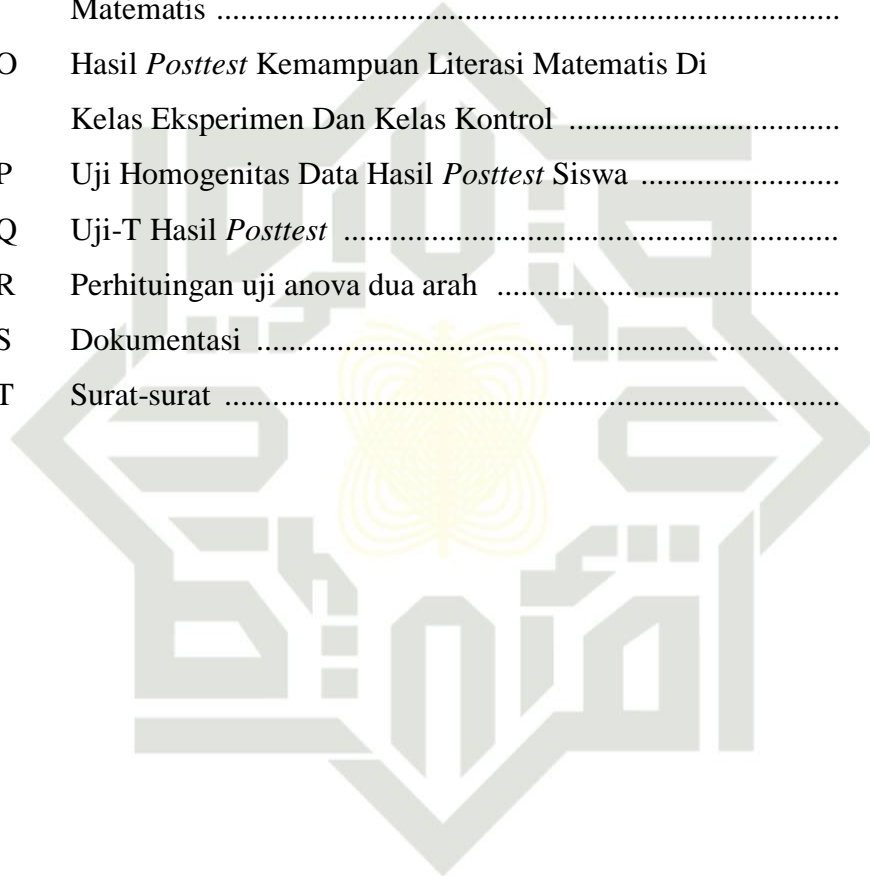 Matematis ..............................................................................
O Hasil Posttest Kemampuan Literasi Matematis Di
Kelas Eksperimen Dan Kelas Kontrol ..................................
P Uji Homogenitas Data Hasil Posttest Siswa .........................
Q Uji-T Hasil Posttest ..............................................................
R Perhituingan uji anova dua arah ...........................................
S Dokumentasi .........................................................................
T Surat-surat .............................................................................